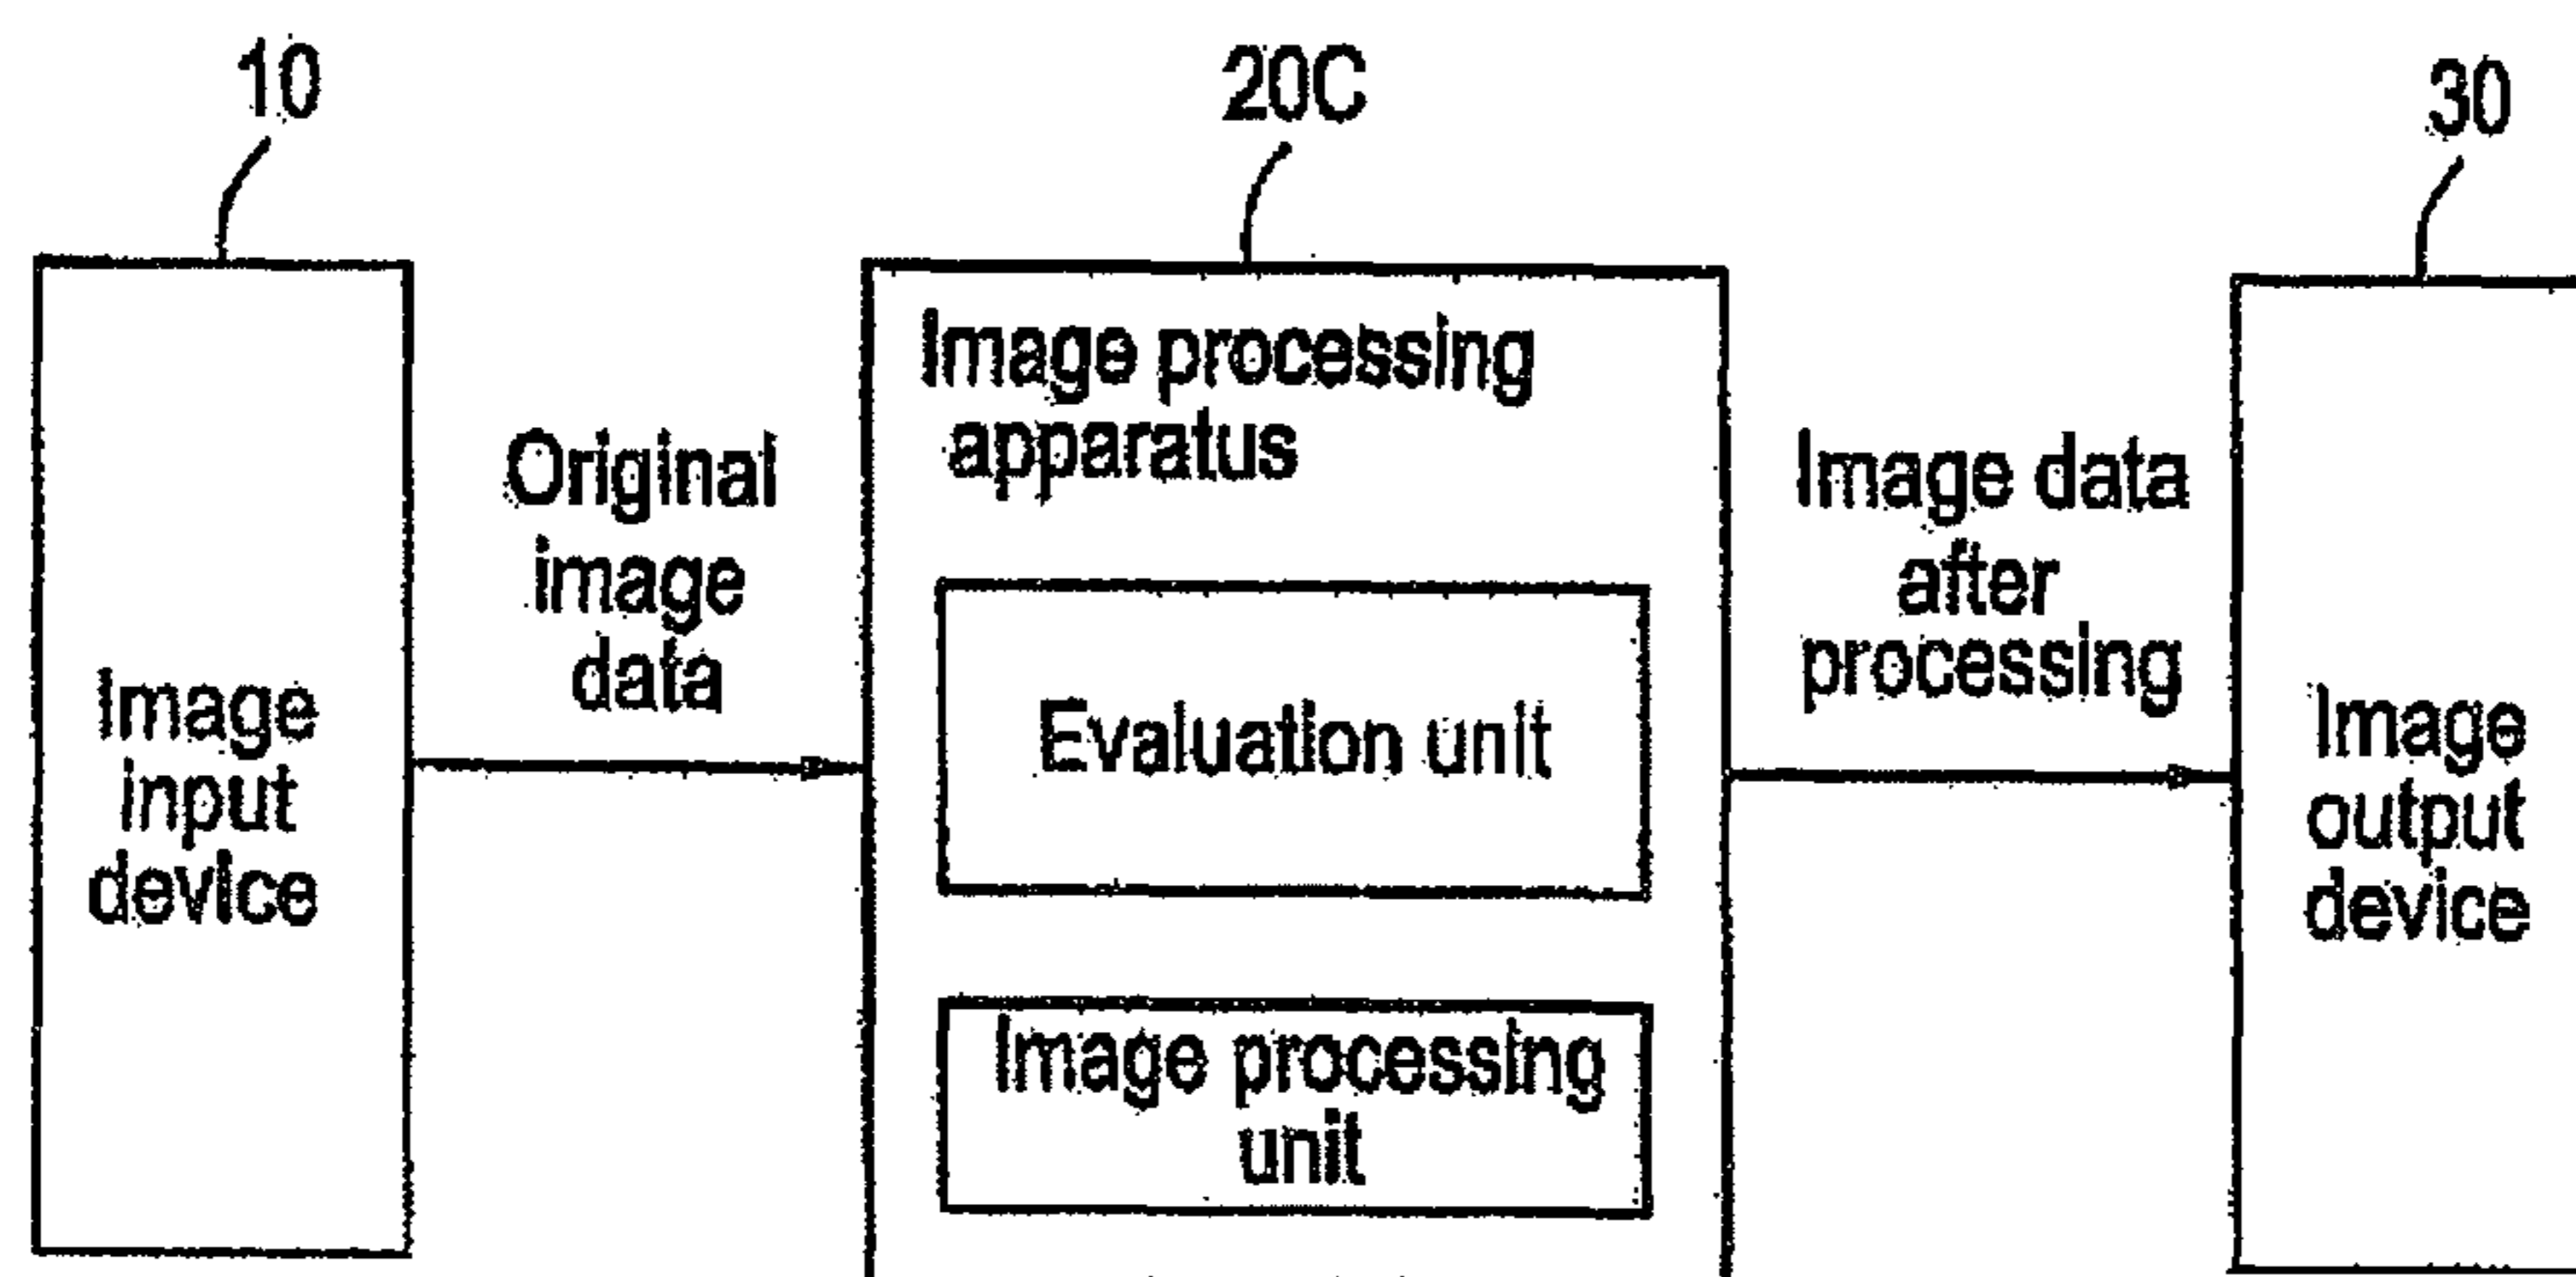 10
20C
30
Image processing
apparatus
Original
image
data
Image data
after
processing
Image
input
device
Evaluation unit
Image
output
device
Image processing
unit